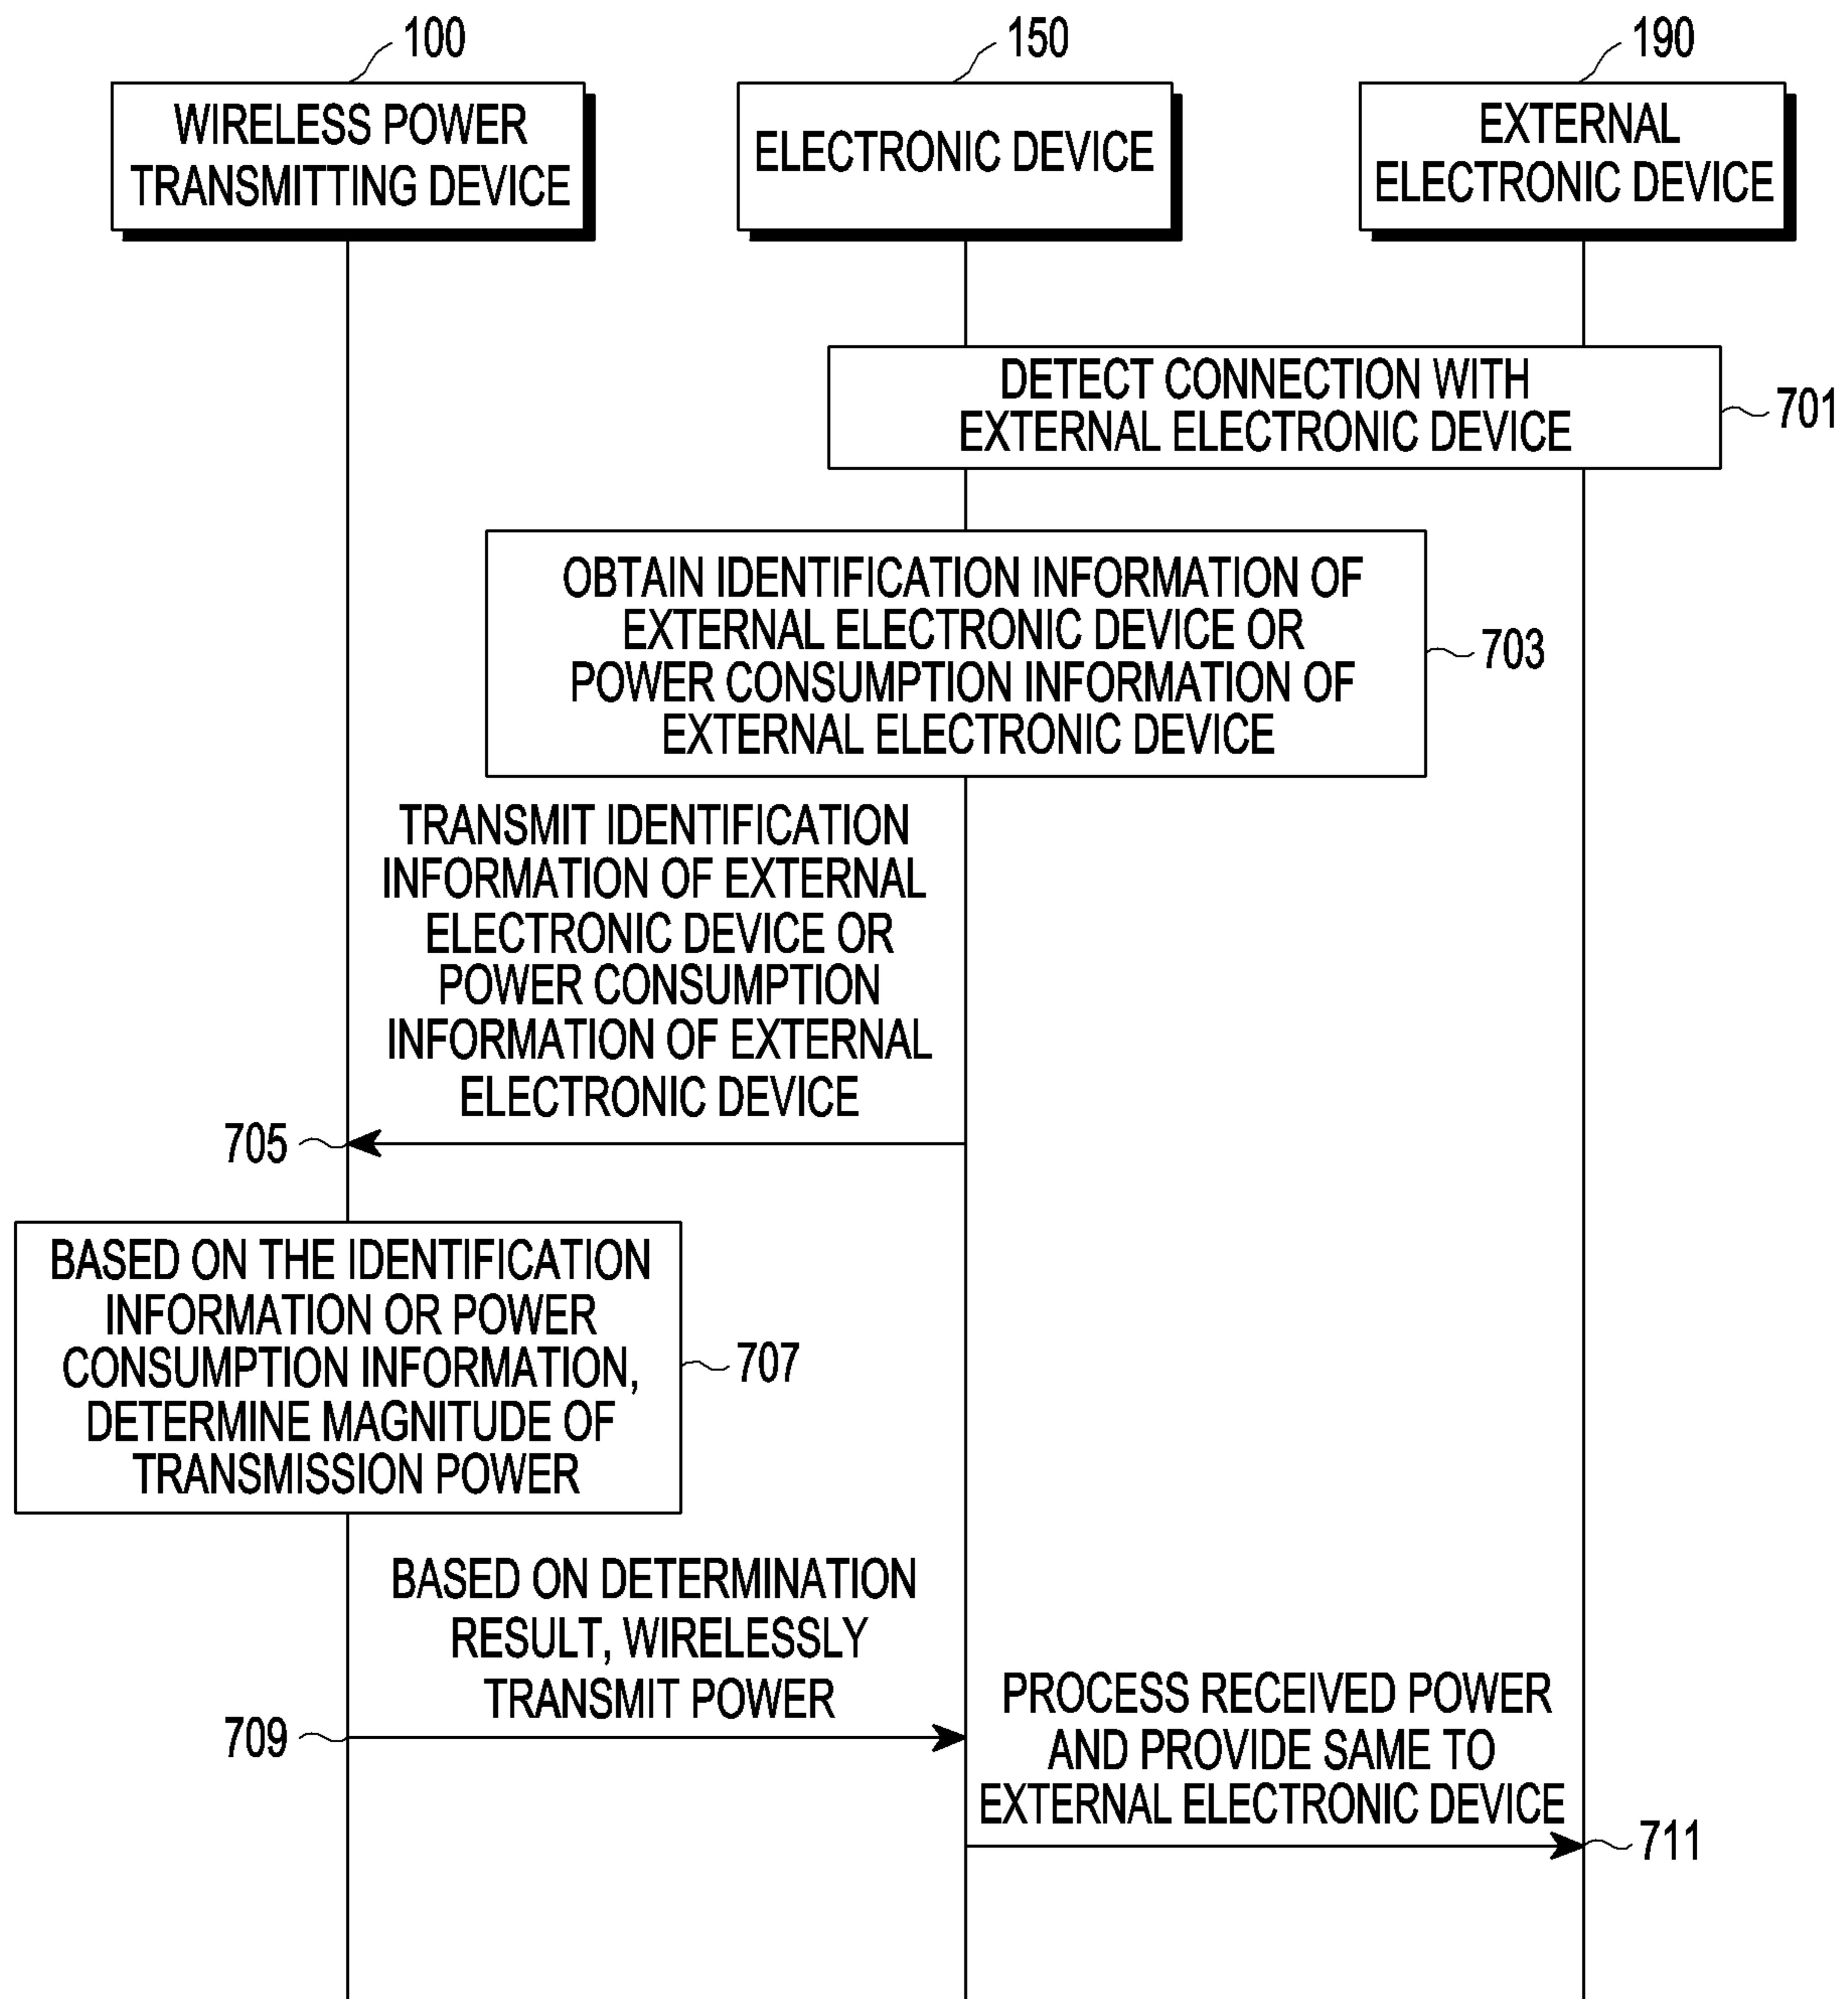 100
150
190
WIRELESS POWER
TRANSMITTING DEVICE
ELECTRONIC DEVICE
EXTERNAL
ELECTRONIC DEVICE
DETECT CONNECTION WITH
EXTERNAL ELECTRONIC DEVICE
701
OBTAIN IDENTIFICATION INFORMATION OF
EXTERNAL ELECTRONIC DEVICE OR
POWER CONSUMPTION INFORMATION OF
EXTERNAL ELECTRONIC DEVICE
703
TRANSMIT IDENTIFICATION
INFORMATION OF EXTERNAL
ELECTRONIC DEVICE OR
POWER CONSUMPTION
INFORMATION OF EXTERNAL
ELECTRONIC DEVICE
705
BASED ON THE IDENTIFICATION
INFORMATION OR POWER
CONSUMPTION INFORMATION,
DETERMINE MAGNITUDE OF
TRANSMISSION POWER
707
BASED ON DETERMINATION
RESULT, WIRELESSLY
TRANSMIT POWER
709
PROCESS RECEIVED POWER
AND PROVIDE SAME TO
EXTERNAL ELECTRONIC DEVICE
711